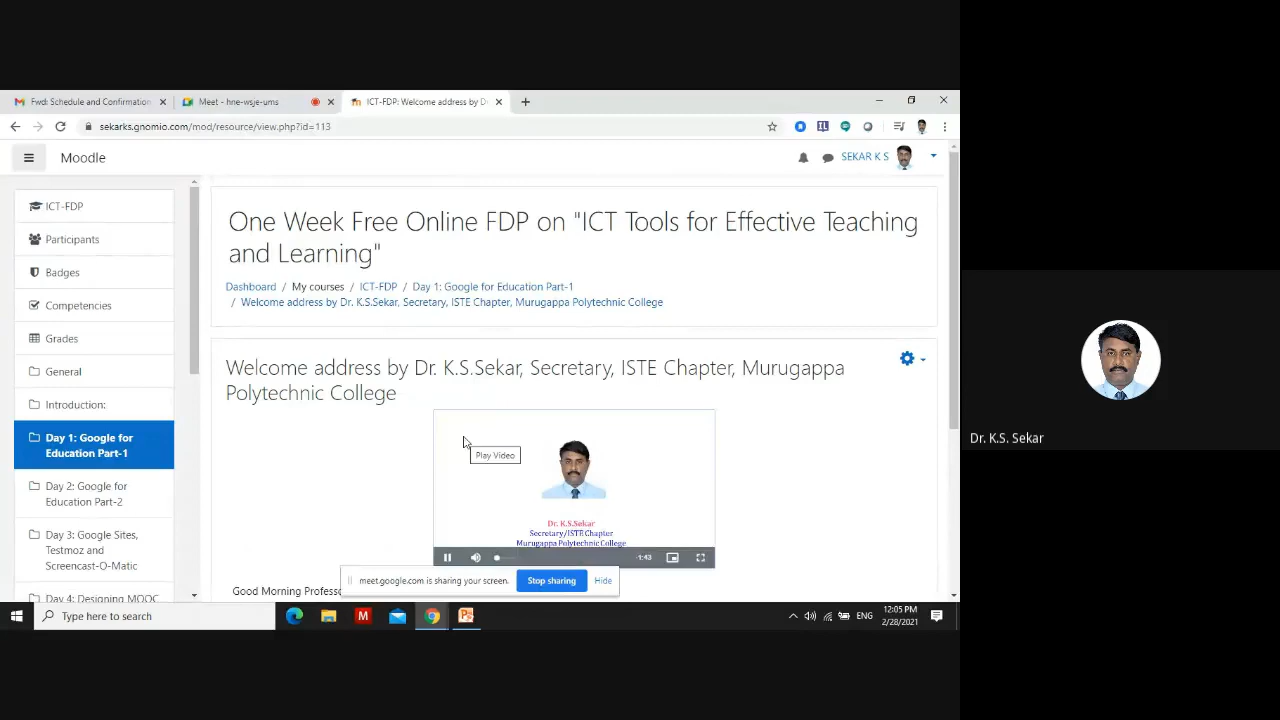 Fwd: Schedule and Confirmation
Meet - hne-wsje-ums
ICT-FDP: Welcome address by D
sekarks.gnomio.com/mod/resource/view.php?id=113
Moodle
SEKAR K S
ICT-FDP
Participants
Badges
Competencies
Grades
General
Introduction:
Day 1: Google for
Education Part-1
Day 2: Google for
Education Part-2
Day 3: Google Sites,
Testmoz and
Screencast-O-Matic
Day 4: Designing MOOC
One Week Free Online FDP on "ICT Tools for Effective Teaching
and Learning"
Dashboard / My courses / ICT-FDP / Day 1: Google for Education Part-1
/ Welcome address by Dr. K.S.Sekar, Secretary, ISTE Chapter, Murugappa Polytechnic College
Welcome address by Dr. K.S.Sekar, Secretary, ISTE Chapter, Murugappa
Polytechnic College
Play Video
Dr. K.S.Sekar
Secretary/ISTE Chapter
Murugappa Polytechnic College
-1:43
meet.google.com is sharing your screen.
Stop sharing
Hide
Good Morning Profess
Type here to search
ENG
12:05 PM
2/28/2021
Dr. K.S. Sekar